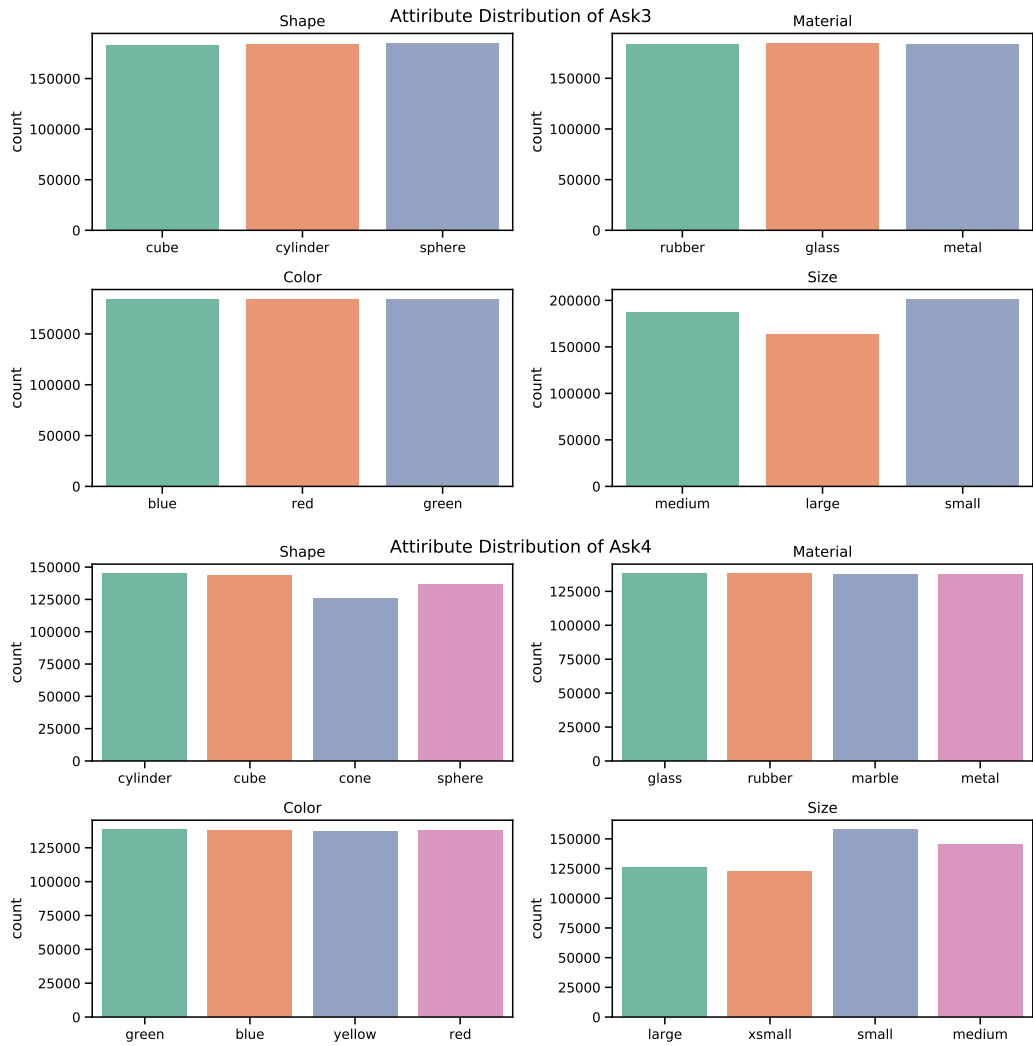 Attiribute Distribution of Ask3
Shape
count
150000
100000
50000
0
cube cylinder sphere
Material
count
150000
100000
50000
0
rubber glass metal
Color
count
150000
100000
50000
0
blue red green
Size
count
200000
150000
100000
50000
0
medium large small
Attiribute Distribution of Ask4
Shape
count
150000
125000
100000
75000
50000
25000
0
cylinder cube cone sphere
Material
count
125000
100000
75000
50000
25000
0
glass rubber marble metal
Color
count
125000
100000
75000
50000
25000
0
green blue yellow red
Size
count
150000
125000
100000
75000
50000
25000
0
large xsmall small medium